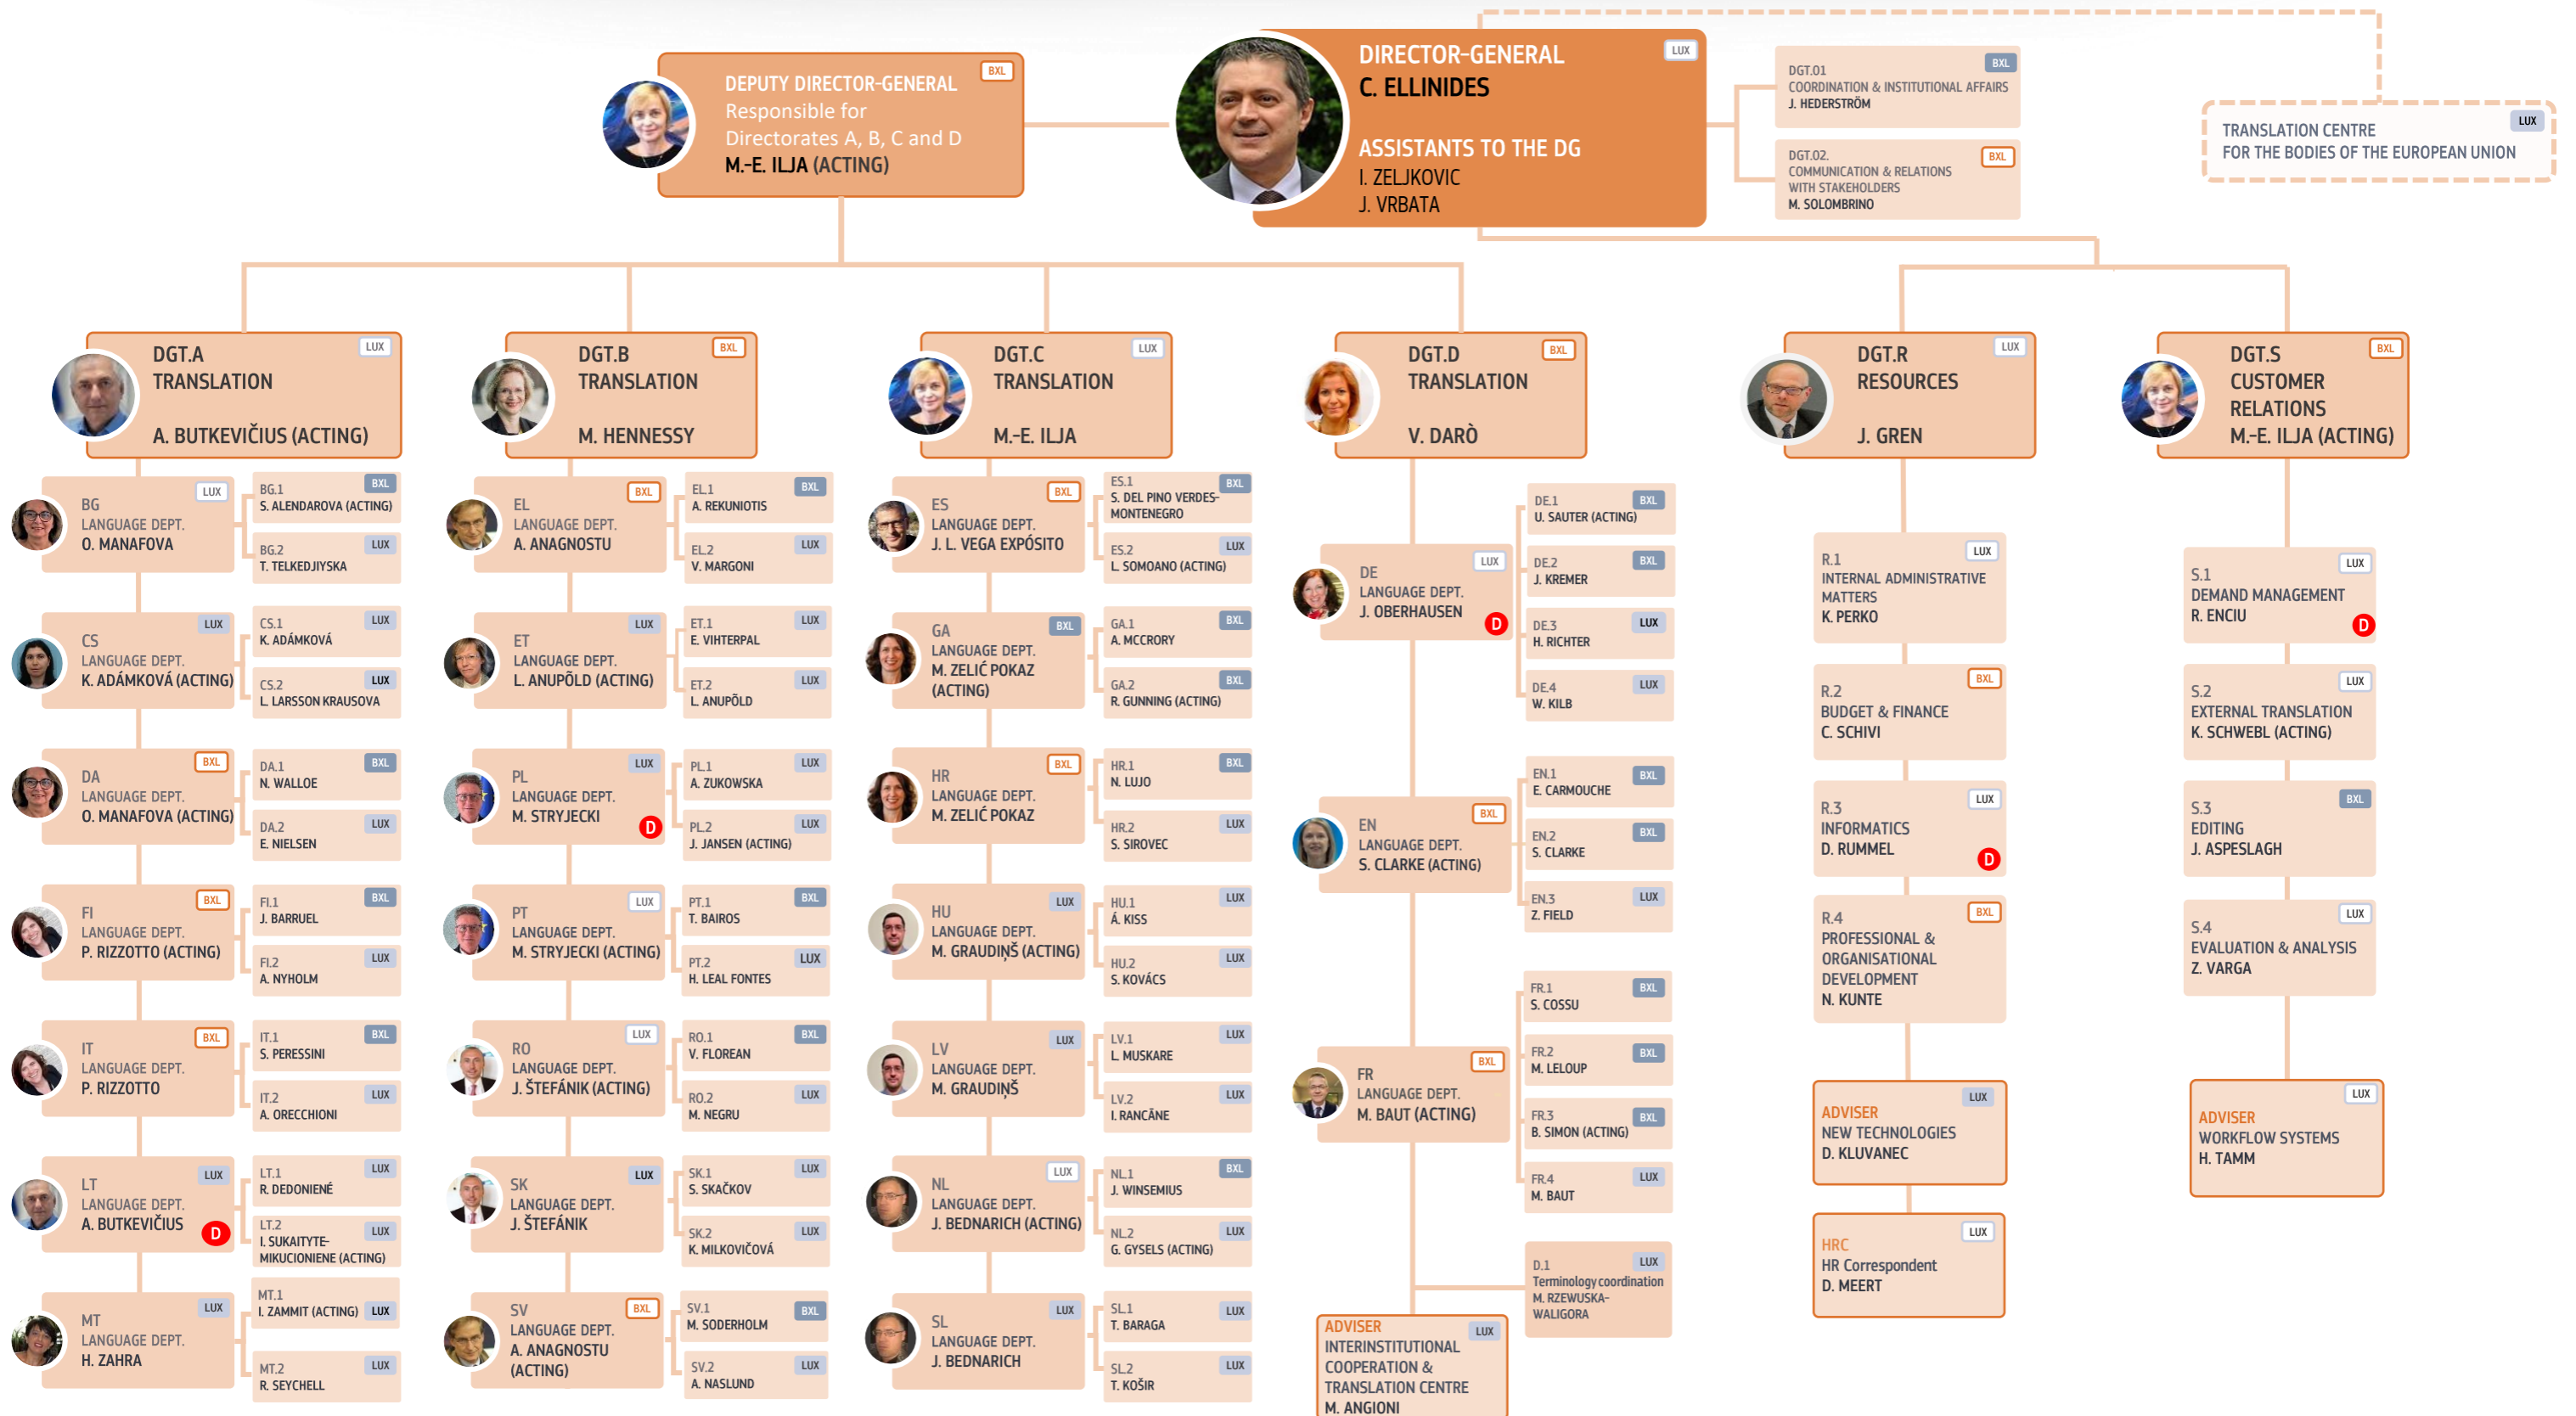 BXL
DEPUTY DIRECTOR-GENERAL
Responsible for
Directorates A, B, C and D
M.-E. ILJA (ACTING)
LUX
DIRECTOR-GENERAL
C. ELLINIDES
ASSISTANTS TO THE DG
I. ZELJKOVIC
J. VRBATA
BXL
DGT.01
COORDINATION & INSTITUTIONAL AFFAIRS
J. HEDERSTRÖM
DGT.02.
BXL
COMMUNICATION & RELATIONS
WITH STAKEHOLDERS
M. SOLOMBRINO
LUX
TRANSLATION CENTRE
FOR THE BODIES OF THE EUROPEAN UNION
DGT.A
LUX
TRANSLATION
A. BUTKEVIČIUS (ACTING)
BG
LUX
LANGUAGE DEPT.
O. MANAFOVA
BG.1
BXL
S. ALENDAROVA (ACTING)
BG.2
LUX
T. TELKEDJIYSKA
CS
LUX
LANGUAGE DEPT.
K. ADÁMKOVÁ (ACTING)
CS.1
LUX
K. ADÁMKOVÁ
CS.2
LUX
L. LARSSON KRAUSOVA
DA
BXL
LANGUAGE DEPT.
O. MANAFOVA (ACTING)
DA.1
BXL
N. WALLOE
DA.2
LUX
E. NIELSEN
FI
BXL
LANGUAGE DEPT.
P. RIZZOTTO (ACTING)
FI.1
BXL
J. BARRUEL
FI.2
LUX
A. NYHOLM
IT
BXL
LANGUAGE DEPT.
P. RIZZOTTO
IT.1
BXL
S. PERESSINI
IT.2
LUX
A. ORECCHIONI
LT
LUX
LANGUAGE DEPT.
A. BUTKEVIČIUS
D
LT.1
LUX
R. DEDONIENÉ
LT.2
LUX
I. SUKAITYTE-
MIKUCIONIENE (ACTING)
MT
LUX
LANGUAGE DEPT.
H. ZAHRA
MT.1
I. ZAMMIT (ACTING)
LUX
MT.2
LUX
R. SEYCHELL
DGT.B
BXL
TRANSLATION
M. HENNESSY
EL
BXL
LANGUAGE DEPT.
A. ANAGNOSTU
EL.1
BXL
A. REKUNIOTIS
EL.2
LUX
V. MARGONI
ET
LUX
LANGUAGE DEPT.
L. ANUPÕLD (ACTING)
ET.1
LUX
E. VIHTERPAL
ET.2
LUX
L. ANUPÕLD
PL
LUX
LANGUAGE DEPT.
M. STRYJECKI
D
PL.1
LUX
A. ZUKOWSKA
PL.2
LUX
J. JANSEN (ACTING)
PT
LUX
LANGUAGE DEPT.
M. STRYJECKI (ACTING)
PT.1
BXL
T. BAIROS
PT.2
LUX
H. LEAL FONTES
RO
LUX
LANGUAGE DEPT.
J. ŠTEFÁNIK (ACTING)
RO.1
BXL
V. FLOREAN
RO.2
LUX
M. NEGRU
SK
LUX
LANGUAGE DEPT.
J. ŠTEFÁNIK
SK.1
LUX
S. SKAČKOV
SK.2
LUX
K. MILKOVIČOVÁ
SV
BXL
LANGUAGE DEPT.
A. ANAGNOSTU
(ACTING)
SV.1
BXL
M. SODERHOLM
SV.2
LUX
A. NASLUND
DGT.C
LUX
TRANSLATION
M.-E. ILJA
ES
BXL
LANGUAGE DEPT.
J. L. VEGA EXPÓSITO
ES.1
BXL
S. DEL PINO VERDES-
MONTENEGRO
ES.2
LUX
L. SOMOANO (ACTING)
GA
BXL
LANGUAGE DEPT.
M. ZELIĆ POKAZ
(ACTING)
GA.1
BXL
A. MCCRORY
GA.2
BXL
R. GUNNING (ACTING)
HR
BXL
LANGUAGE DEPT.
M. ZELIĆ POKAZ
HR.1
BXL
N. LUJO
HR.2
LUX
S. SIROVEC
HU
LUX
LANGUAGE DEPT.
M. GRAUDIŅŠ (ACTING)
HU.1
LUX
Á. KISS
HU.2
LUX
S. KOVÁCS
LV
LUX
LANGUAGE DEPT.
M. GRAUDIŅŠ
LV.1
LUX
L. MUSKARE
LV.2
LUX
I. RANCĀNE
NL
LUX
LANGUAGE DEPT.
J. BEDNARICH (ACTING)
NL.1
BXL
J. WINSEMIUS
NL.2
LUX
G. GYSELS (ACTING)
SL
LUX
LANGUAGE DEPT.
J. BEDNARICH
SL.1
LUX
T. BARAGA
SL.2
LUX
T. KOŠIR
DGT.D
BXL
TRANSLATION
V. DARÒ
DE
LUX
LANGUAGE DEPT.
J. OBERHAUSEN
D
DE.1
BXL
U. SAUTER (ACTING)
DE.2
BXL
J. KREMER
DE.3
LUX
H. RICHTER
DE.4
LUX
W. KILB
EN
BXL
LANGUAGE DEPT.
S. CLARKE (ACTING)
EN.1
BXL
E. CARMOUCHE
EN.2
BXL
S. CLARKE
EN.3
LUX
Z. FIELD
FR
BXL
LANGUAGE DEPT.
M. BAUT (ACTING)
FR.1
BXL
S. COSSU
FR.2
BXL
M. LELOUP
FR.3
BXL
B. SIMON (ACTING)
FR.4
LUX
M. BAUT
D.1
LUX
Terminology coordination
M. RZEWUSKA-
WALIGORA
ADVISER
LUX
INTERINSTITUTIONAL
COOPERATION &
TRANSLATION CENTRE
M. ANGIONI
DGT.R
LUX
RESOURCES
J. GREN
R.1
LUX
INTERNAL ADMINISTRATIVE
MATTERS
K. PERKO
R.2
BXL
BUDGET & FINANCE
C. SCHIVI
R.3
LUX
INFORMATICS
D. RUMMEL
D
R.4
BXL
PROFESSIONAL &
ORGANISATIONAL
DEVELOPMENT
N. KUNTE
ADVISER
LUX
NEW TECHNOLOGIES
D. KLUVANEC
HRC
LUX
HR Correspondent
D. MEERT
DGT.S
BXL
CUSTOMER
RELATIONS
M.-E. ILJA (ACTING)
S.1
LUX
DEMAND MANAGEMENT
R. ENCIU
D
S.2
LUX
EXTERNAL TRANSLATION
K. SCHWEBL (ACTING)
S.3
BXL
EDITING
J. ASPESLAGH
S.4
LUX
EVALUATION & ANALYSIS
Z. VARGA
ADVISER
LUX
WORKFLOW SYSTEMS
H. TAMM